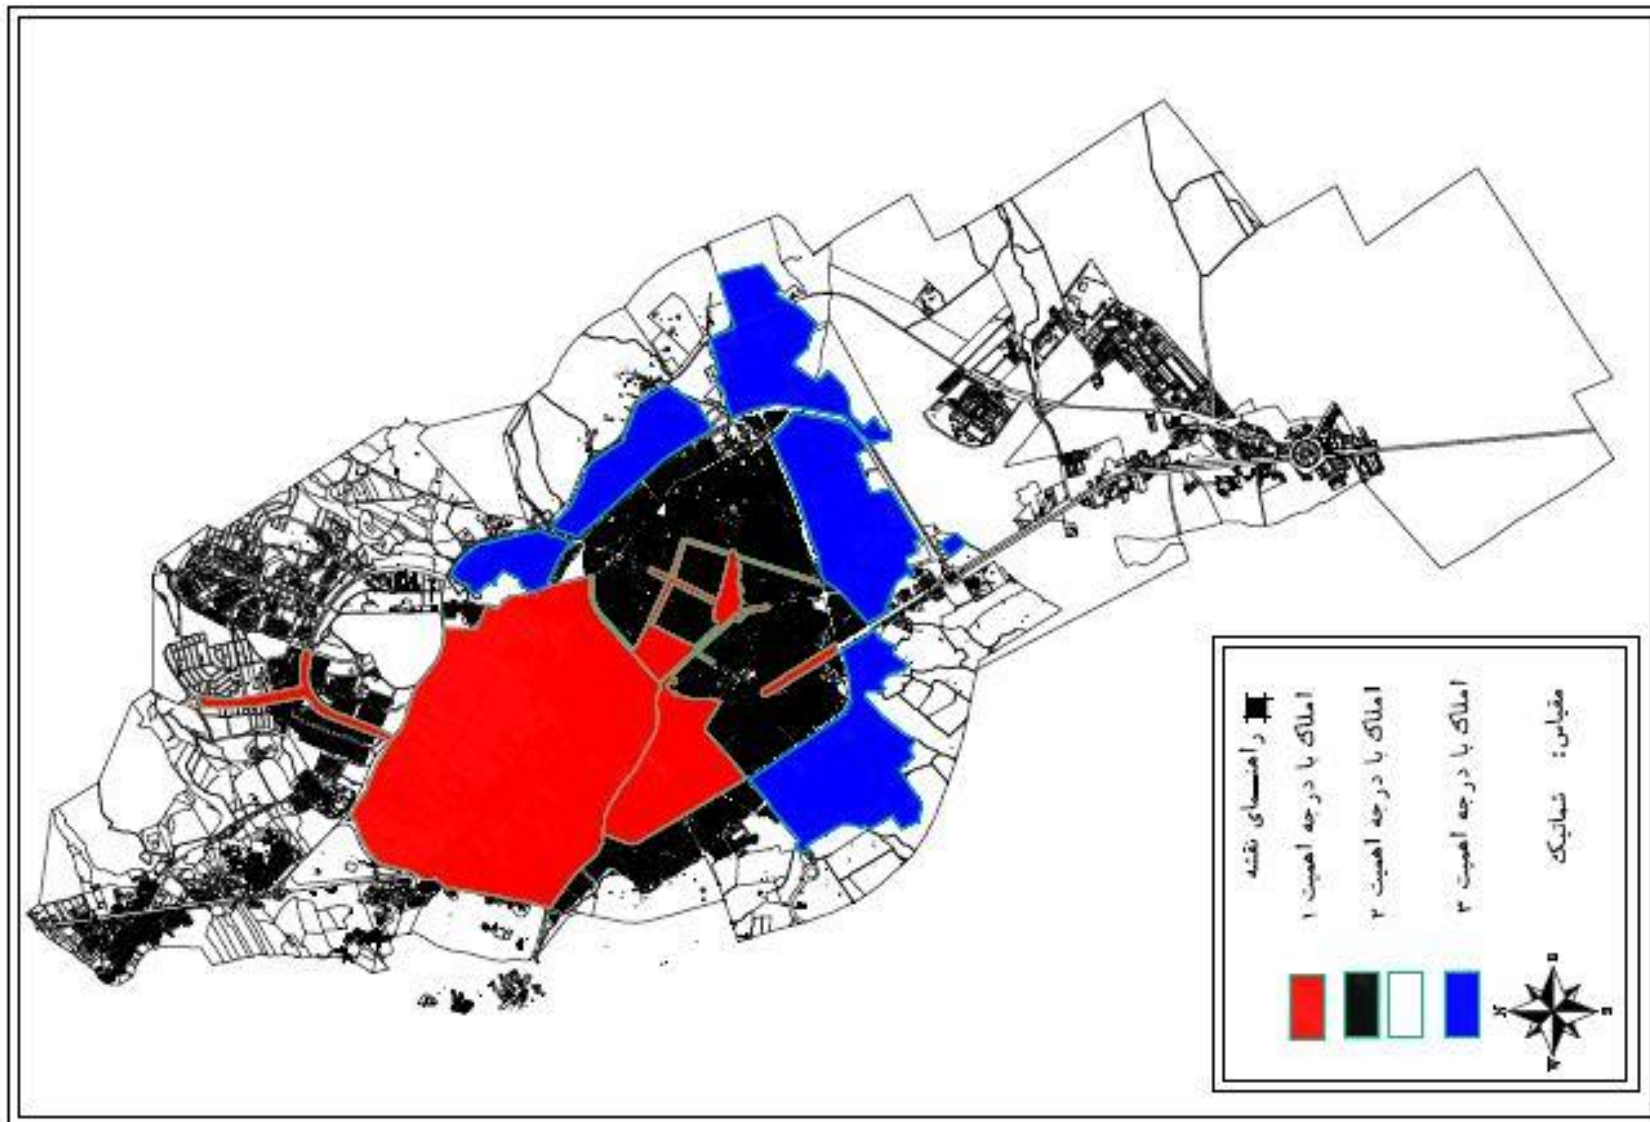 راهنمای نقشه
املاک با درجه اهمیت ۱
املاک با درجه اهمیت ۲
املاک با درجه اهمیت ۳
مقیاس: شماتیک
N
E
S
W